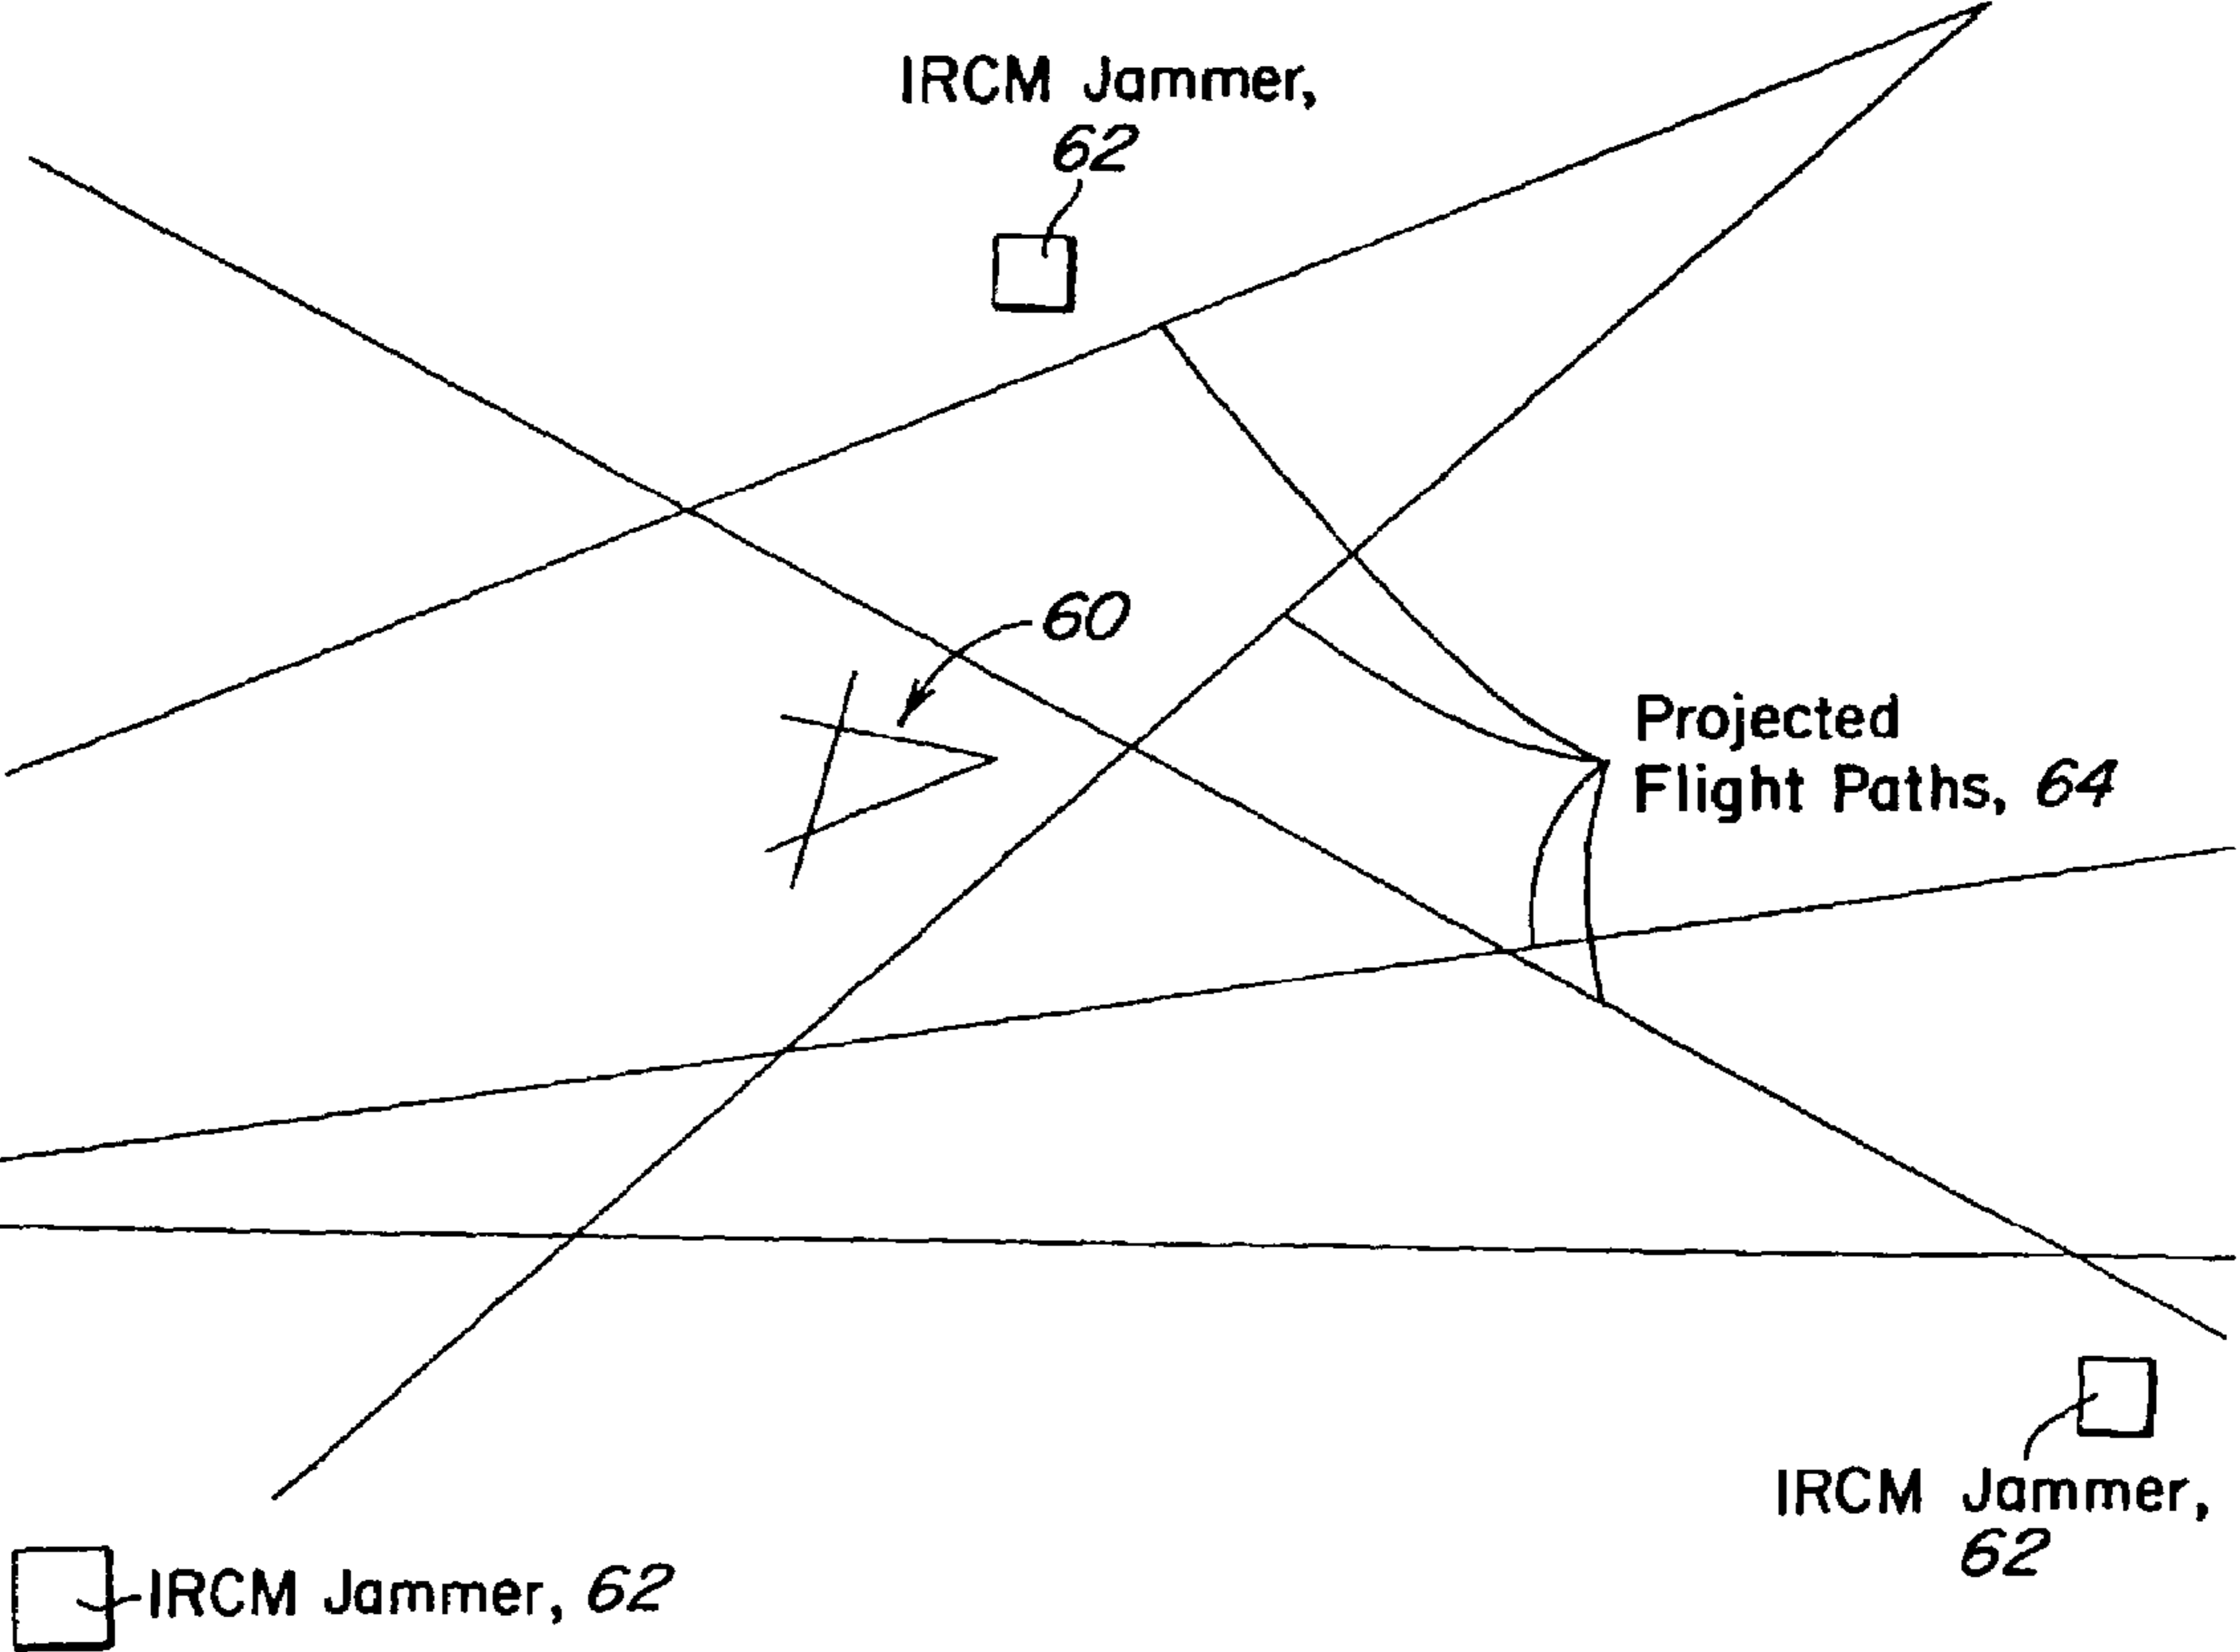 IRCM Jammer,
62
60
Projected
Flight Paths, 64
IRCM Jammer,
62
IRCM Jammer, 62